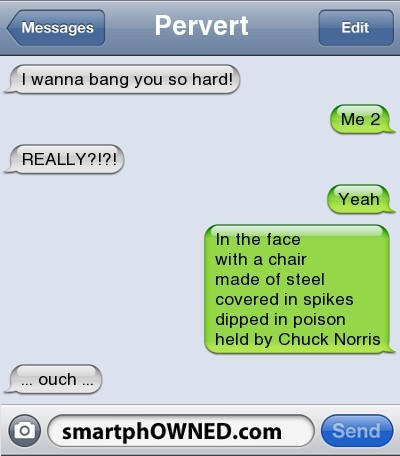 Messages
Pervert
Edit
I wanna bang you so hard!
Me 2
REALLY?!?!
Yeah
In the face
with a chair
made of steel
covered in spikes
dipped in poison
held by Chuck Norris
... ouch ...
smartphOWNED.com
Send